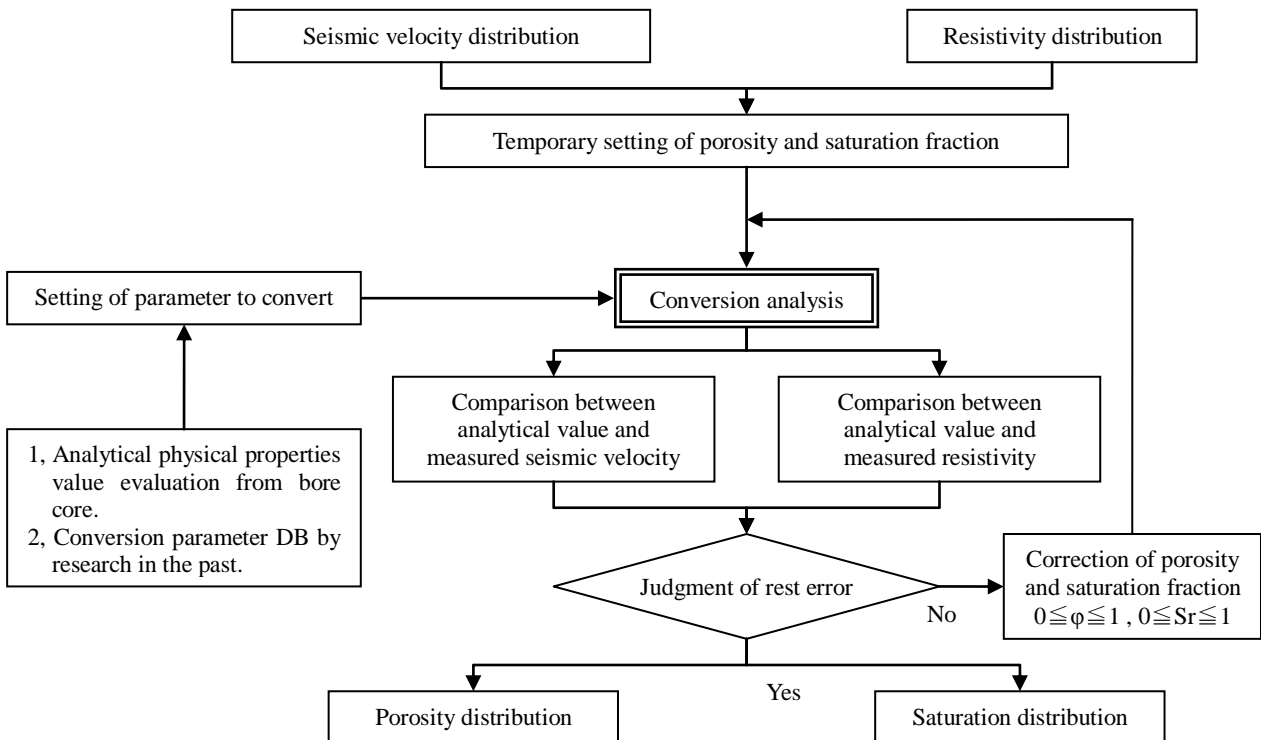 Seismic velocity distribution
Resistivity distribution
Temporary setting of porosity and saturation fraction
Setting of parameter to convert
Conversion analysis
Comparison between
analytical value and
measured seismic velocity
Comparison between
analytical value and
measured resistivity
1, Analytical physical properties
value evaluation from bore
core.
2, Conversion parameter DB by
research in the past.
Judgment of rest error
No
Correction of porosity
and saturation fraction
0≦φ≦1 , 0≦Sr≦1
Yes
Porosity distribution
Saturation distribution